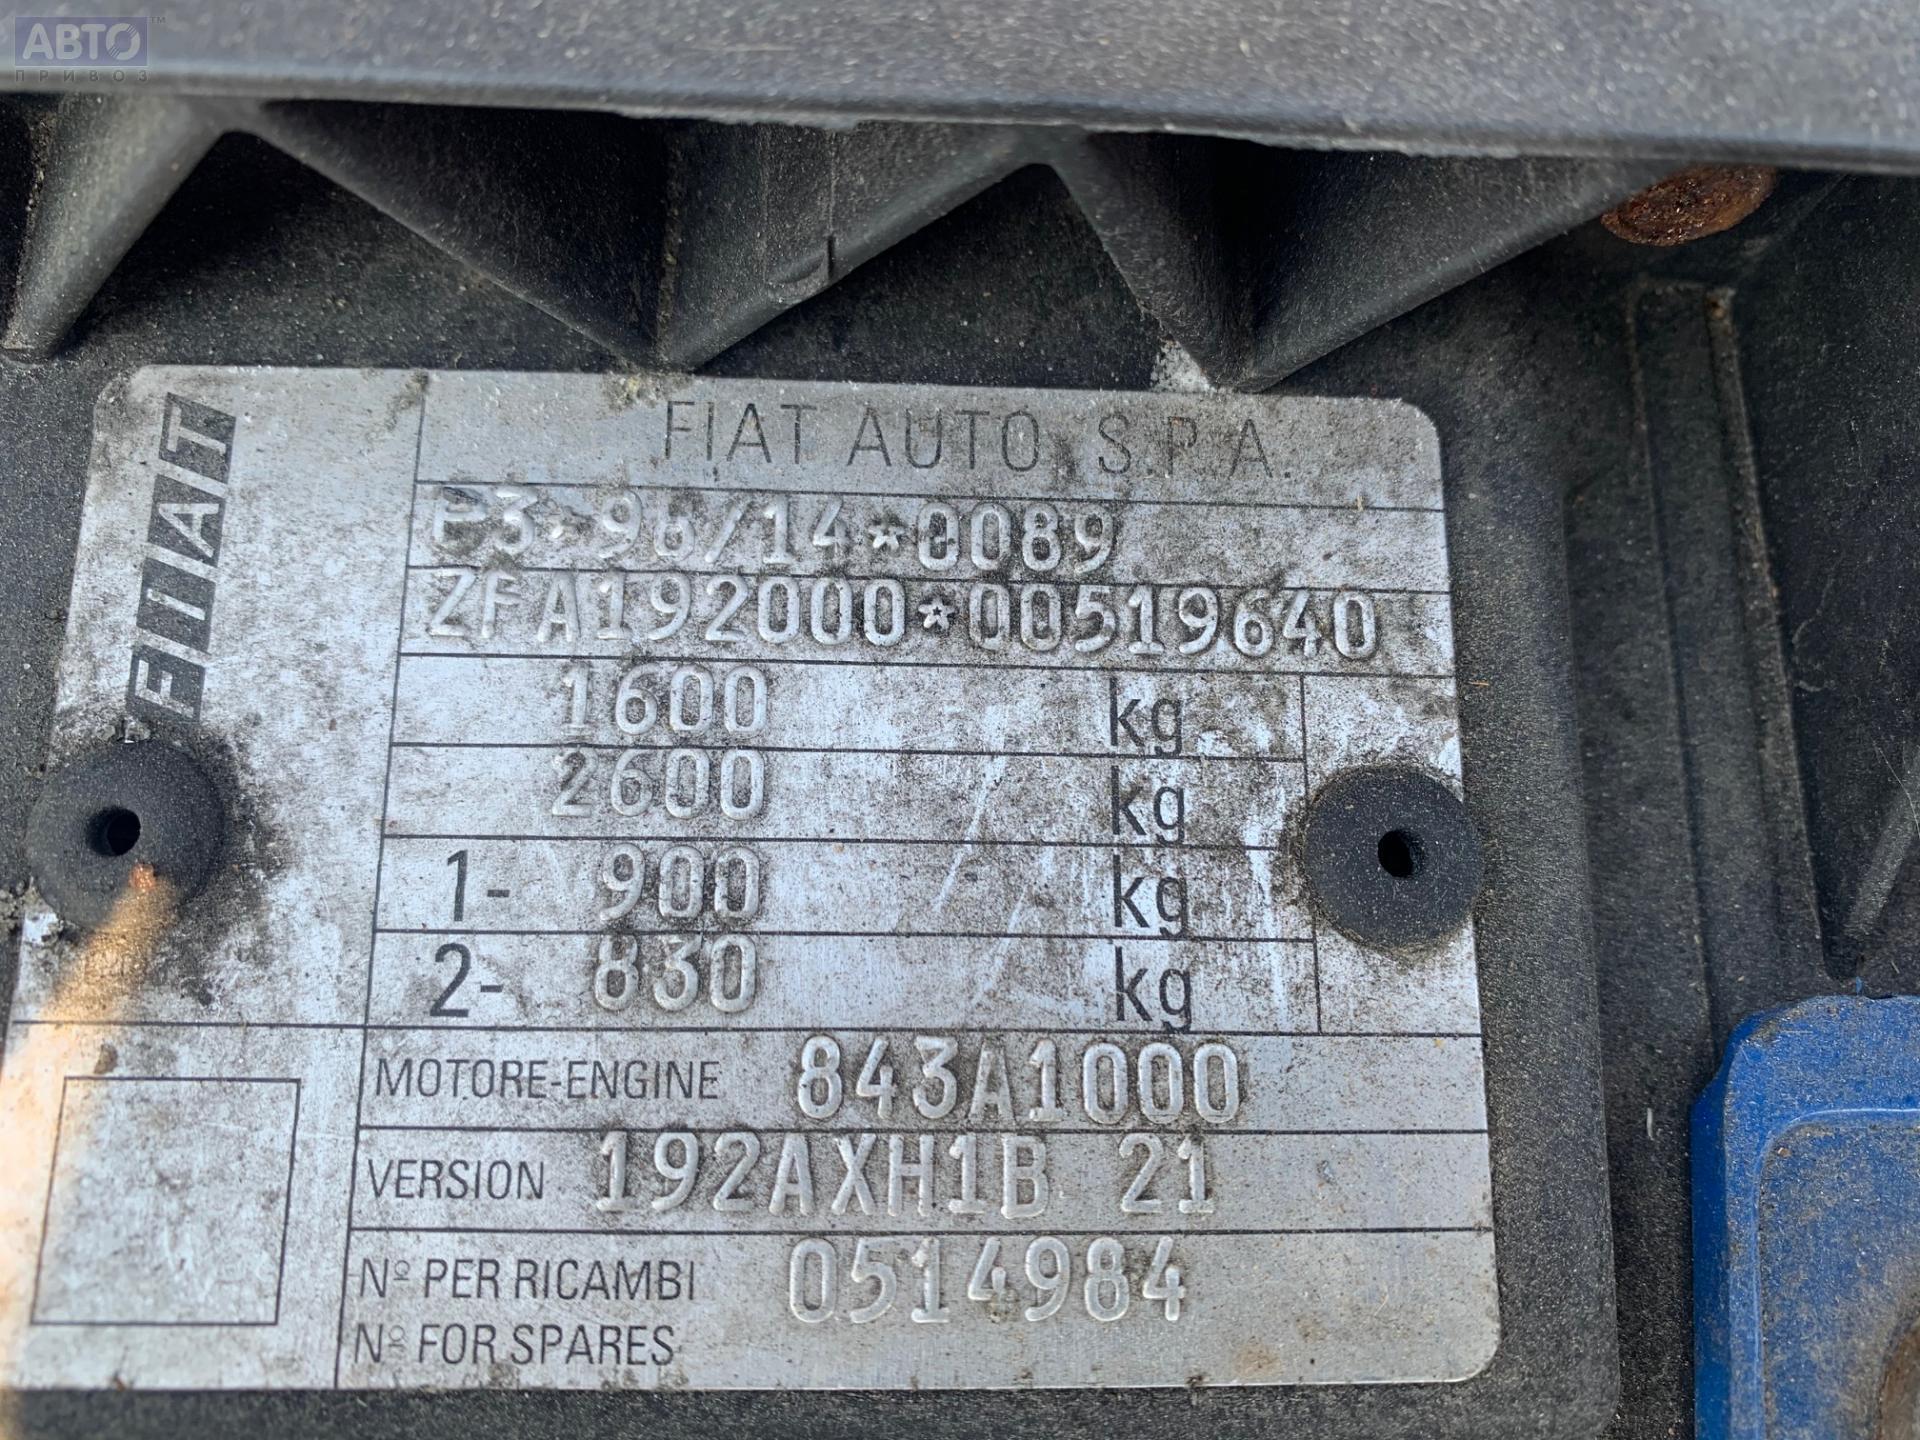 АВТО™
ПРИВОЗ
FIAT
FIAT AUTO S.P.A.
E3*96/14*0089
ZFA192000*00519640
1600 kg
2600 kg
1- 900 kg
2- 830 kg
MOTORE-ENGINE 843A1000
VERSION 192AXH1B 21
Nº PER RICAMBI 0514984
Nº FOR SPARES